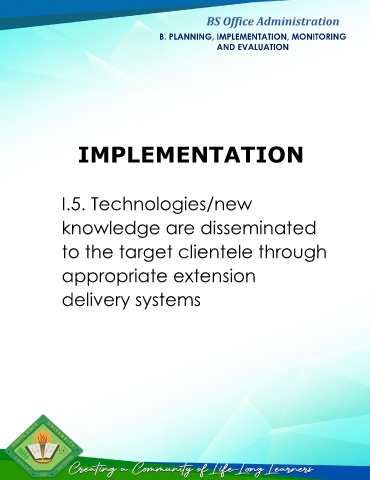 BS Office Administration
B. PLANNING, IMPLEMENTATION, MONITORING
AND EVALUATION
IMPLEMENTATION
I.5. Technologies/new
knowledge are disseminated
to the target clientele through
appropriate extension
delivery systems
Creating a Community of Life-Long Learners